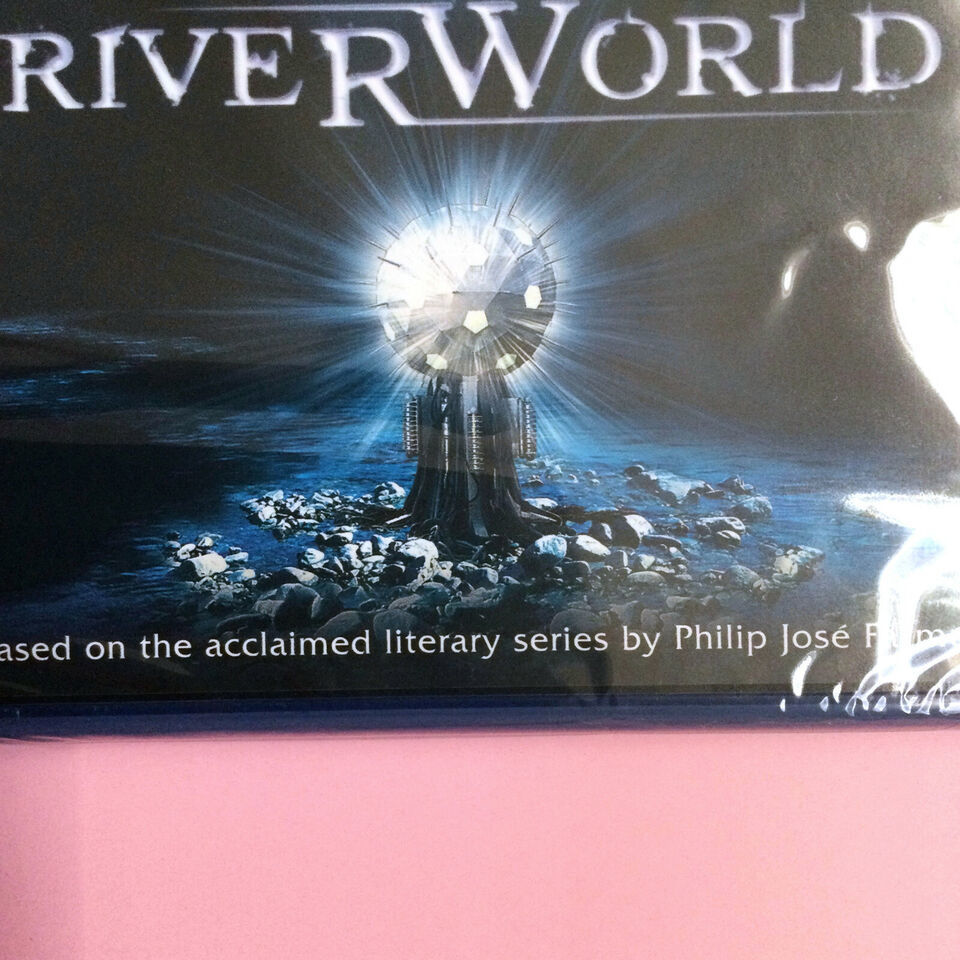 RIVERWORLD
ased on the acclaimed literary series by Philip José